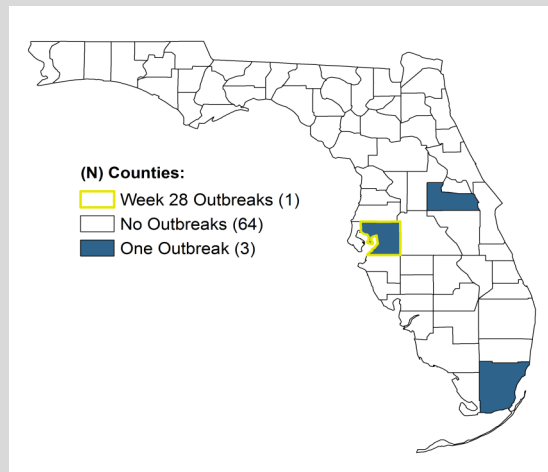 (N) Counties:
Week 28 Outbreaks (1)
No Outbreaks (64)
One Outbreak (3)